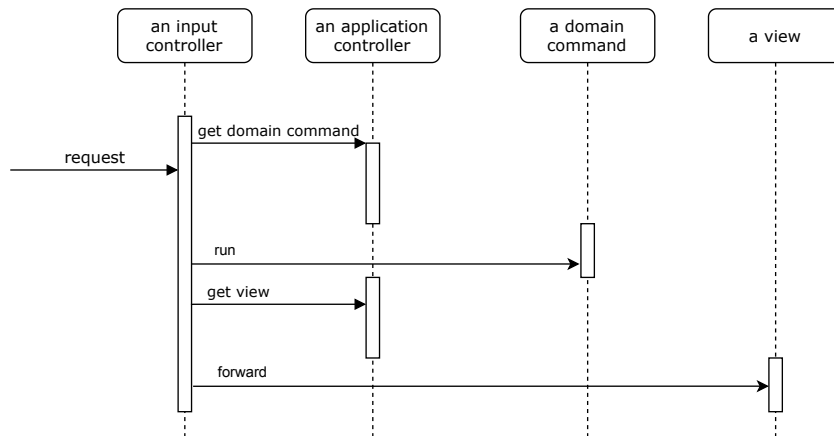 an input
controller
an application
controller
a domain
command
a view
get domain command
request
run
get view
forward